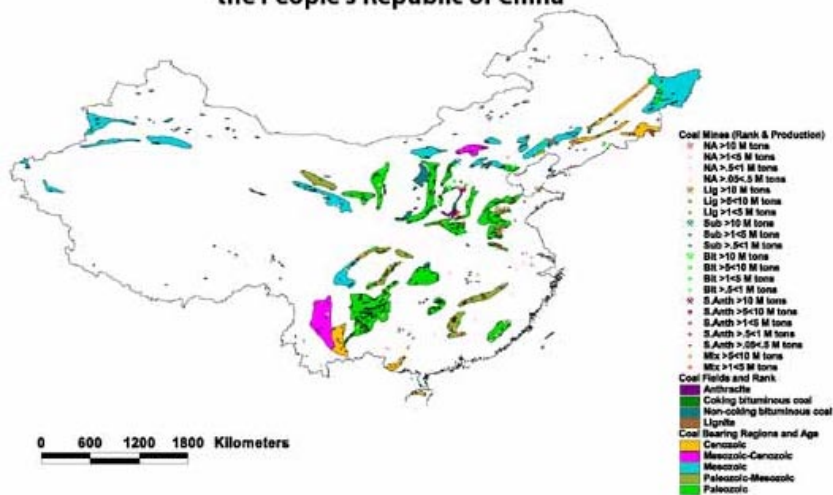 the People's Republic of China
Coal Mines (Rank & Production)
NA >10 M tons
NA >1<5 M tons
NA >.5<1 M tons
NA >.05<.5 M tons
Lig >10 M tons
Lig >5<10 M tons
Lig >1<5 M tons
Sub >10 M tons
Sub >1<5 M tons
Sub >.5<1 M tons
Bit >10 M tons
Bit >5<10 M tons
Bit >1<5 M tons
Bit >.5<1 M tons
S.Anth >10 M tons
S.Anth >5<10 M tons
S.Anth >1<5 M tons
S.Anth >.5<1 M tons
S.Anth >.05<.5 M tons
Mix >5<10 M tons
Mix >1<5 M tons
Coal Fields and Rank
Anthracite
Coking bituminous coal
Non-coking bituminous coal
Lignite
Coal Bearing Regions and Age
Cenozoic
Mesozoic-Cenozoic
Mesozoic
Paleozoic-Mesozoic
Paleozoic
0 600 1200 1800 Kilometers